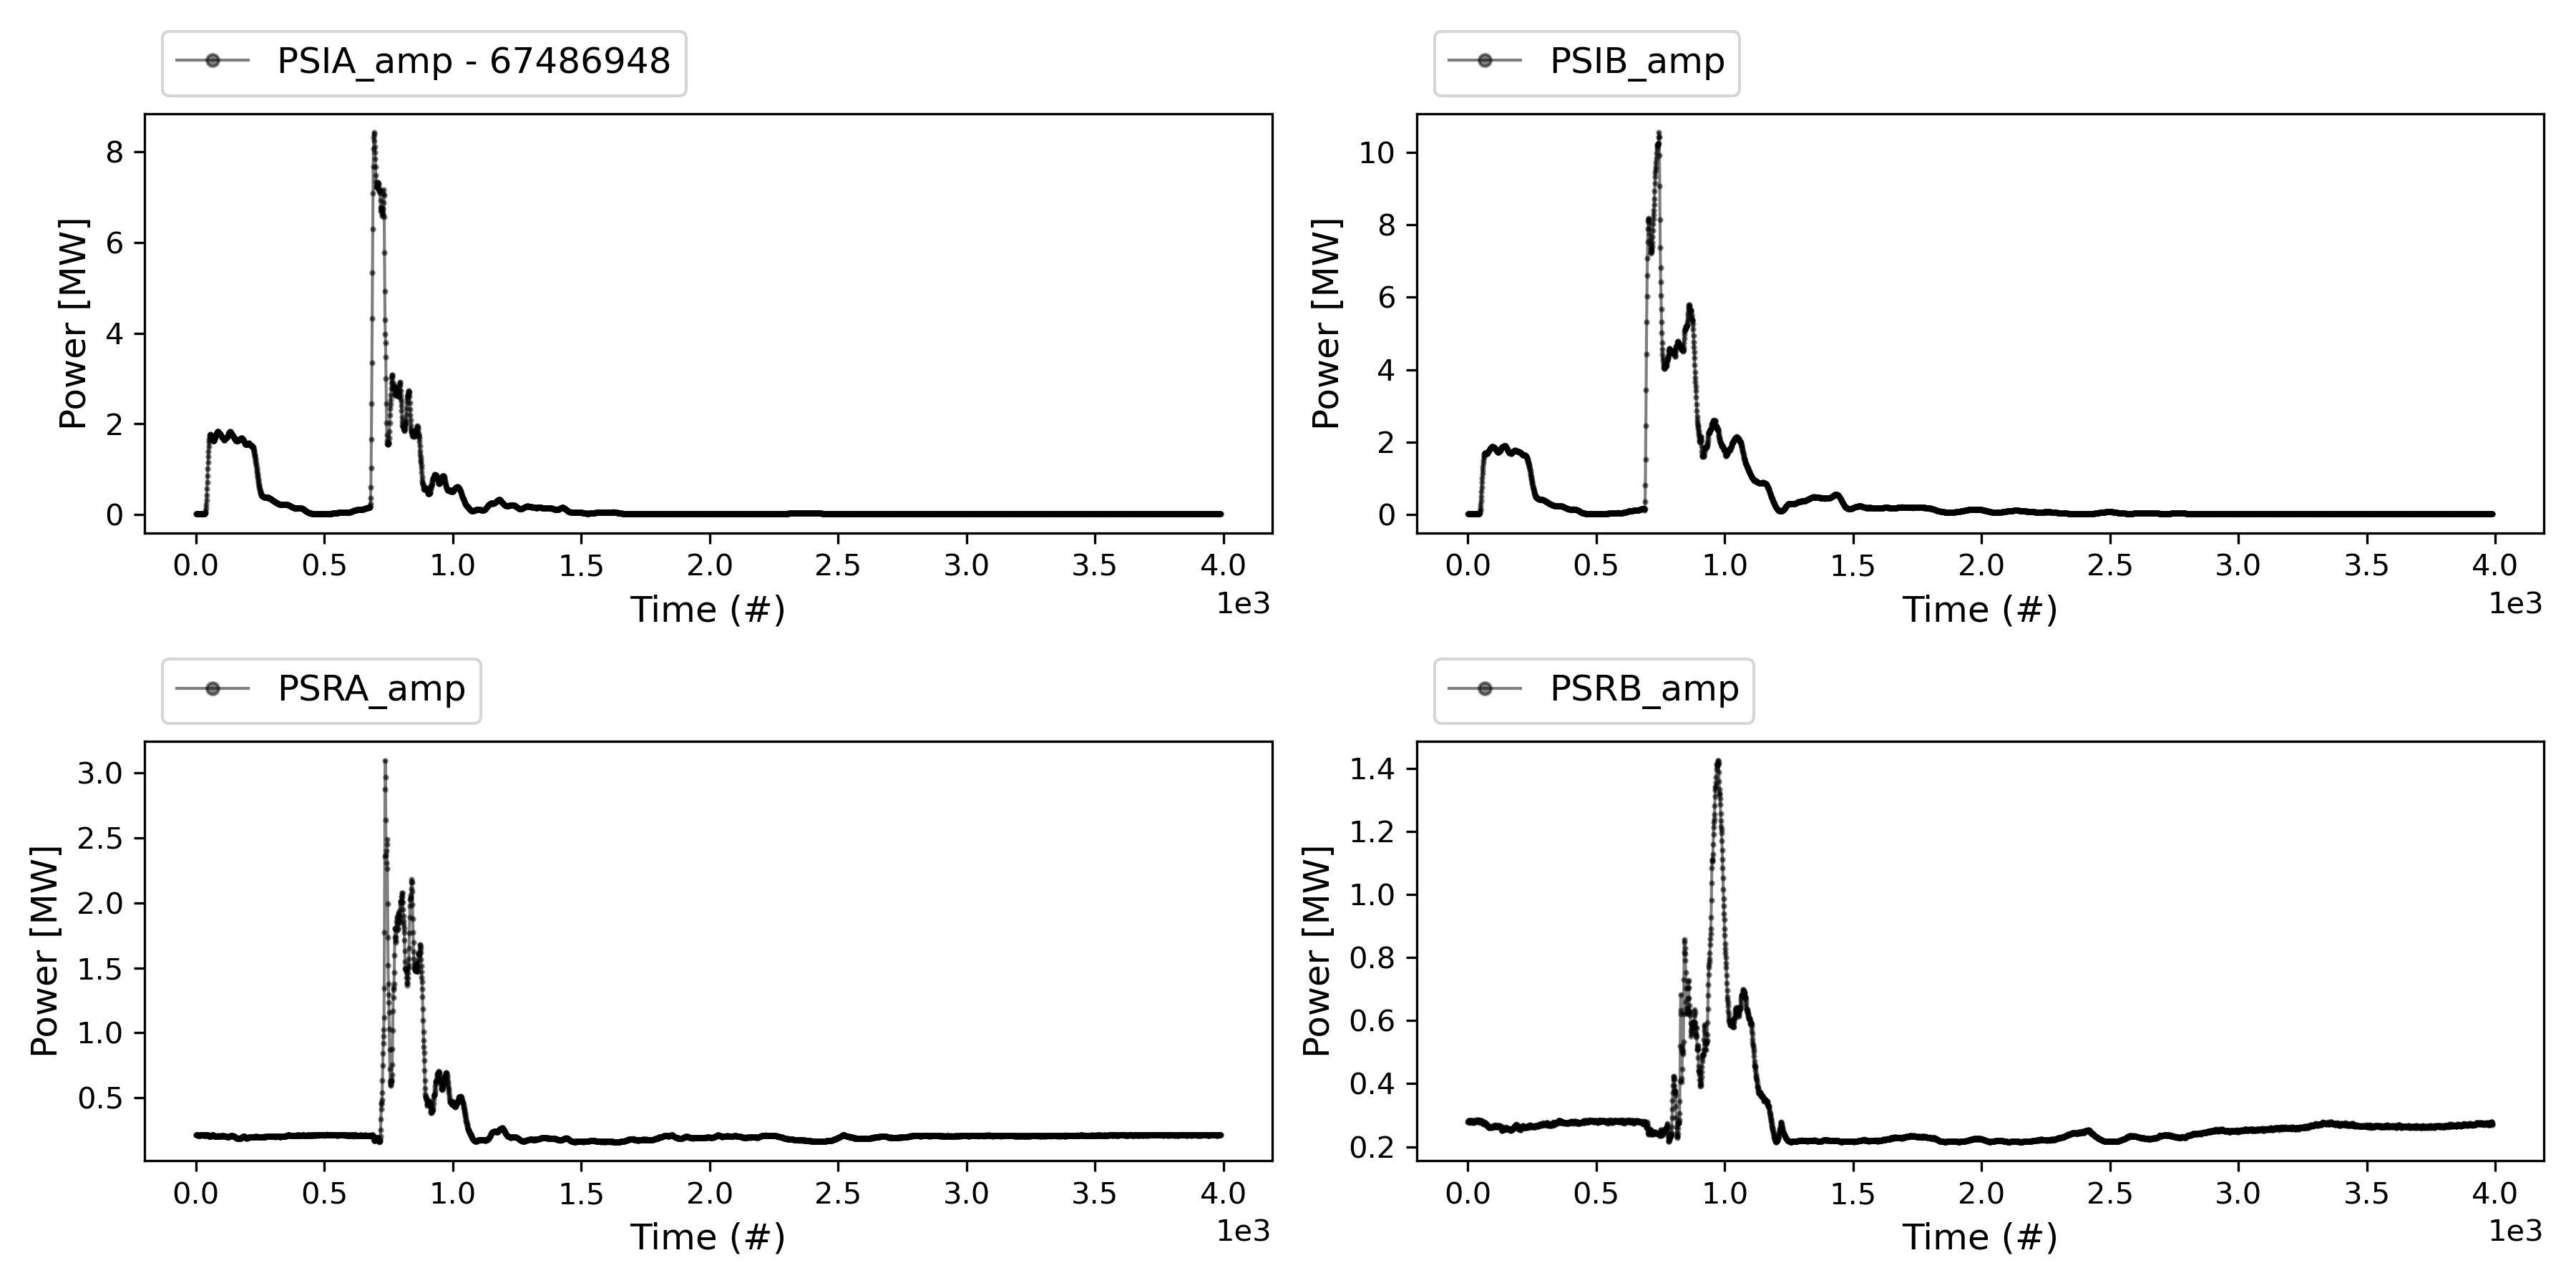 PSIA_amp - 67486948
Power [MW]
8
6
4
2
0
0.0 0.5 1.0 1.5 2.0 2.5 3.0 3.5 4.0
1e3
Time (#)
PSIB_amp
Power [MW]
10
8
6
4
2
0
0.0 0.5 1.0 1.5 2.0 2.5 3.0 3.5 4.0
1e3
Time (#)
PSRA_amp
Power [MW]
3.0
2.5
2.0
1.5
1.0
0.5
0.0 0.5 1.0 1.5 2.0 2.5 3.0 3.5 4.0
1e3
Time (#)
PSRB_amp
Power [MW]
1.4
1.2
1.0
0.8
0.6
0.4
0.2
0.0 0.5 1.0 1.5 2.0 2.5 3.0 3.5 4.0
1e3
Time (#)